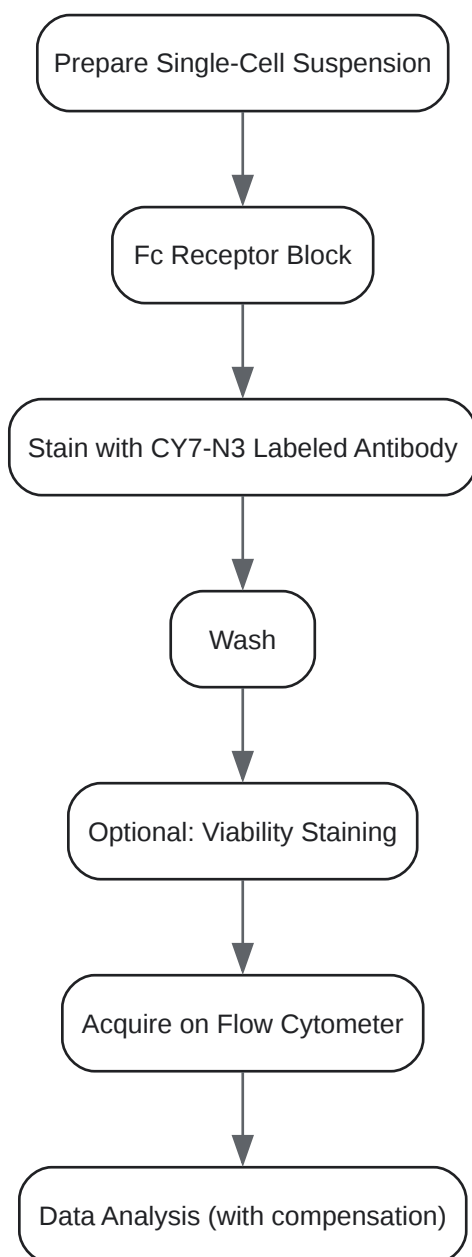 Prepare Single-Cell Suspension
Fc Receptor Block
Stain with CY7-N3 Labeled Antibody
Wash
Optional: Viability Staining
Acquire on Flow Cytometer
Data Analysis (with compensation)